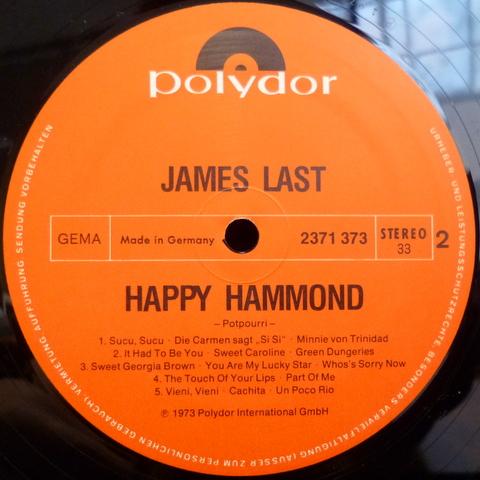 polydor
JAMES LAST
GEMA
Made in Germany
2371 373
STEREO
33
2
HAPPY HAMMOND
– Potpourri –
1. Sucu, Sucu · Die Carmen sagt „Si Si“ · Minnie von Trinidad
2. It Had To Be You · Sweet Caroline · Green Dungeries
3. Sweet Georgia Brown · You Are My Lucky Star · Whos's Sorry Now
4. The Touch Of Your Lips · Part Of Me
5. Vieni, Vieni · Cachita · Un Poco Rio
℗ 1973 Polydor International GmbH
URHEBER- UND LEISTUNGSSCHUTZRECHTE BESONDERS VERVIELFÄLTIGUNG (AUSSER ZUM PERSÖNLICHEN GEBRAUCH) VERMIETUNG, AUFFÜHRUNG, SENDUNG VORBEHALTEN